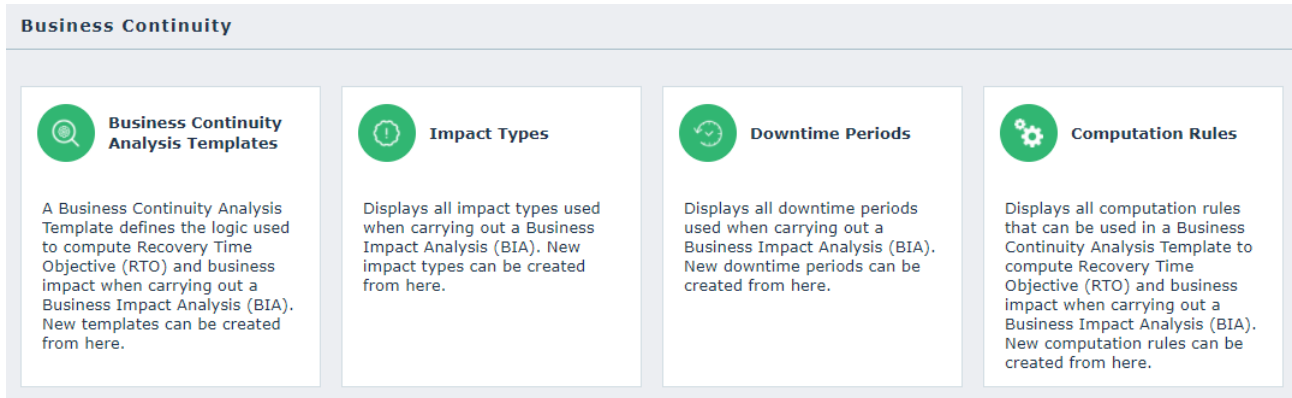 Business Continuity
Business Continuity
Analysis Templates
A Business Continuity Analysis
Template defines the logic used
to compute Recovery Time
Objective (RTO) and business
impact when carrying out a
Business Impact Analysis (BIA).
New templates can be created
from here.
Impact Types
Displays all impact types used
when carrying out a Business
Impact Analysis (BIA). New
impact types can be created
from here.
Downtime Periods
Displays all downtime periods
used when carrying out a
Business Impact Analysis (BIA).
New downtime periods can be
created from here.
Computation Rules
Displays all computation rules
that can be used in a Business
Continuity Analysis Template to
compute Recovery Time
Objective (RTO) and business
impact when carrying out a
Business Impact Analysis (BIA).
New computation rules can be
created from here.